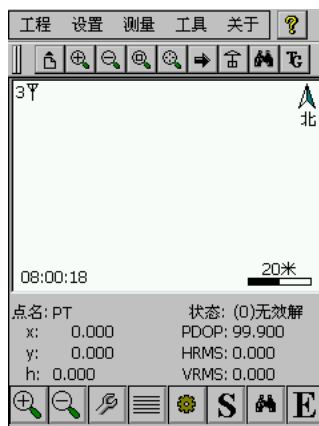 工程 设置 测量 工具 关于
TG
3
北
08:00:18 20米
点名: PT 状态: (0)无效解
x: 0.000 PDOP: 99.900
y: 0.000 HRMS: 0.000
h: 0.000 VRMS: 0.000
S E